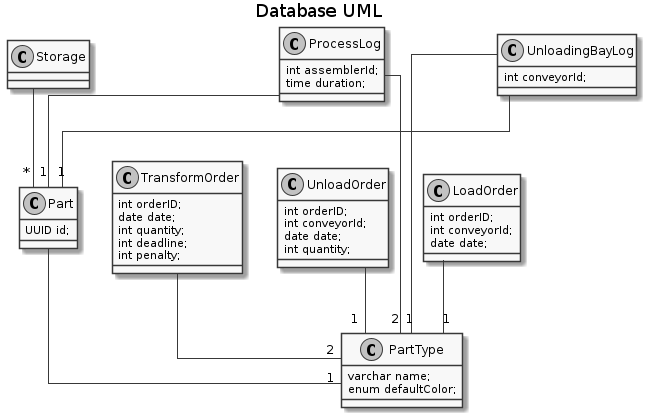 Database UML
C Storage
C ProcessLog
int assemblerId;
time duration;
C UnloadingBayLog
int conveyorId;
* 1 1
C Part
UUID id;
C TransformOrder
int orderID;
date date;
int quantity;
int deadline;
int penalty;
C UnloadOrder
int orderID;
int conveyorId;
date date;
int quantity;
C LoadOrder
int orderID;
int conveyorId;
date date;
1 2 1 1
2
1
C PartType
varchar name;
enum defaultColor;